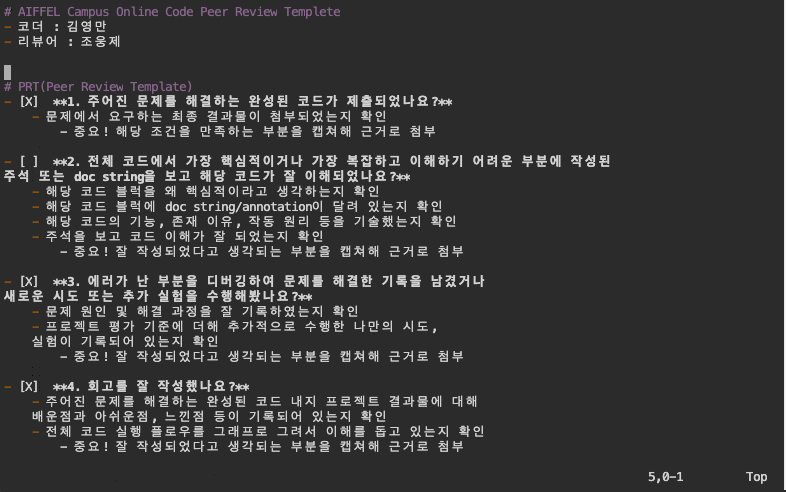 # AIFFEL Campus Online Code Peer Review Templete
- 코더 : 김영만
- 리뷰어 : 조웅제
# PRT(Peer Review Template)
- [X]  **1. 주어진 문제를 해결하는 완성된 코드가 제출되었나요?**
- 문제에서 요구하는 최종 결과물이 첨부되었는지 확인
- 중요! 해당 조건을 만족하는 부분을 캡쳐해 근거로 첨부
- [ ]  **2. 전체 코드에서 가장 핵심적이거나 가장 복잡하고 이해하기 어려운 부분에 작성된
주석 또는 doc string을 보고 해당 코드가 잘 이해되었나요?**
- 해당 코드 블럭을 왜 핵심적이라고 생각하는지 확인
- 해당 코드 블럭에 doc string/annotation이 달려 있는지 확인
- 해당 코드의 기능, 존재 이유, 작동 원리 등을 기술했는지 확인
- 주석을 보고 코드 이해가 잘 되었는지 확인
- 중요! 잘 작성되었다고 생각되는 부분을 캡쳐해 근거로 첨부
- [X]  **3. 에러가 난 부분을 디버깅하여 문제를 해결한 기록을 남겼거나
새로운 시도 또는 추가 실험을 수행해봤나요?**
- 문제 원인 및 해결 과정을 잘 기록하였는지 확인
- 프로젝트 평가 기준에 더해 추가적으로 수행한 나만의 시도,
실험이 기록되어 있는지 확인
- 중요! 잘 작성되었다고 생각되는 부분을 캡쳐해 근거로 첨부
- [X]  **4. 회고를 잘 작성했나요?**
- 주어진 문제를 해결하는 완성된 코드 내지 프로젝트 결과물에 대해
배운점과 아쉬운점, 느낀점 등이 기록되어 있는지 확인
- 전체 코드 실행 플로우를 그래프로 그려서 이해를 돕고 있는지 확인
- 중요! 잘 작성되었다고 생각되는 부분을 캡쳐해 근거로 첨부
5,0-1 Top